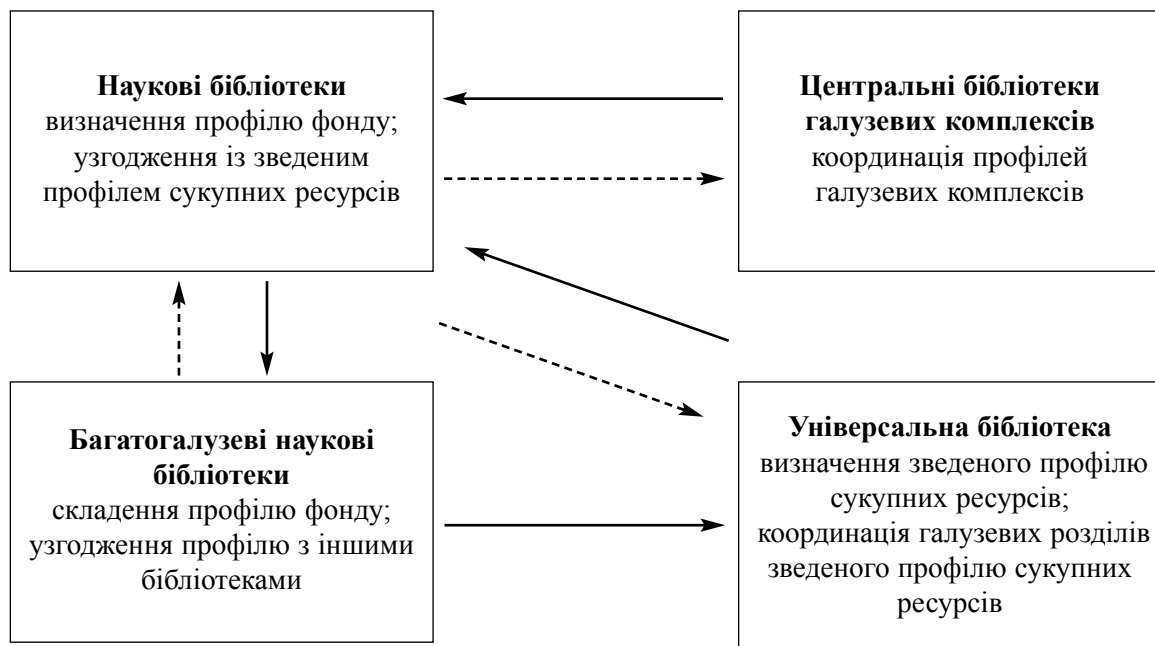 Наукові бібліотеки
визначення профілю фонду;
узгодження із зведеним
профілем сукупних ресурсів
Центральні бібліотеки
галузевих комплексів
координація профілей
галузевих комплексів
Багатогалузеві наукові
бібліотеки
складення профілю фонду;
узгодження профілю з іншими
бібліотеками
Універсальна бібліотека
визначення зведеного профілю
сукупних ресурсів;
координація галузевих розділів
зведеного профілю сукупних
ресурсів